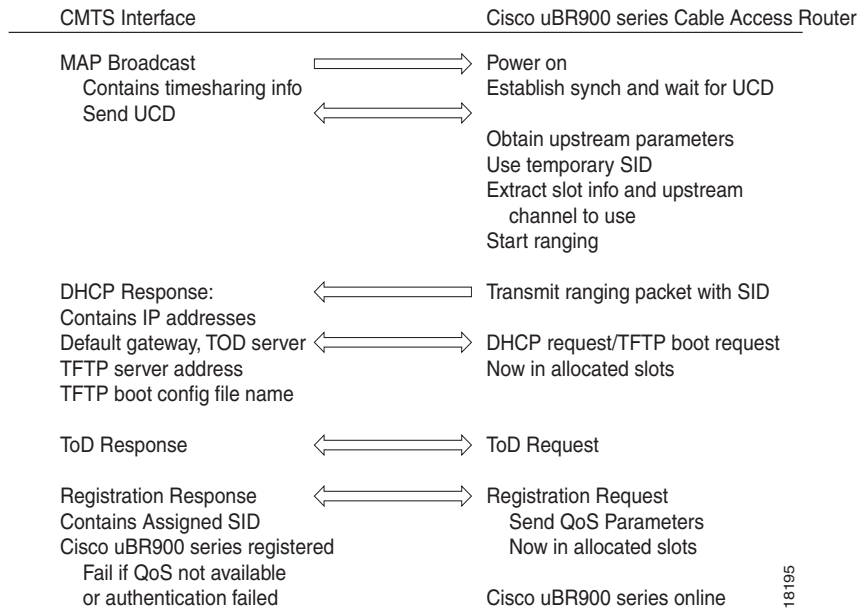 CMTS Interface
Cisco uBR900 series Cable Access Router
MAP Broadcast
Contains timesharing info
Send UCD
Power on
Establish synch and wait for UCD
Obtain upstream parameters
Use temporary SID
Extract slot info and upstream
channel to use
Start ranging
DHCP Response:
Contains IP addresses
Default gateway, TOD server
TFTP server address
TFTP boot config file name
Transmit ranging packet with SID
DHCP request/TFTP boot request
Now in allocated slots
ToD Response
ToD Request
Registration Response
Contains Assigned SID
Cisco uBR900 series registered
Fail if QoS not available
or authentication failed
Registration Request
Send QoS Parameters
Now in allocated slots
Cisco uBR900 series online
18195